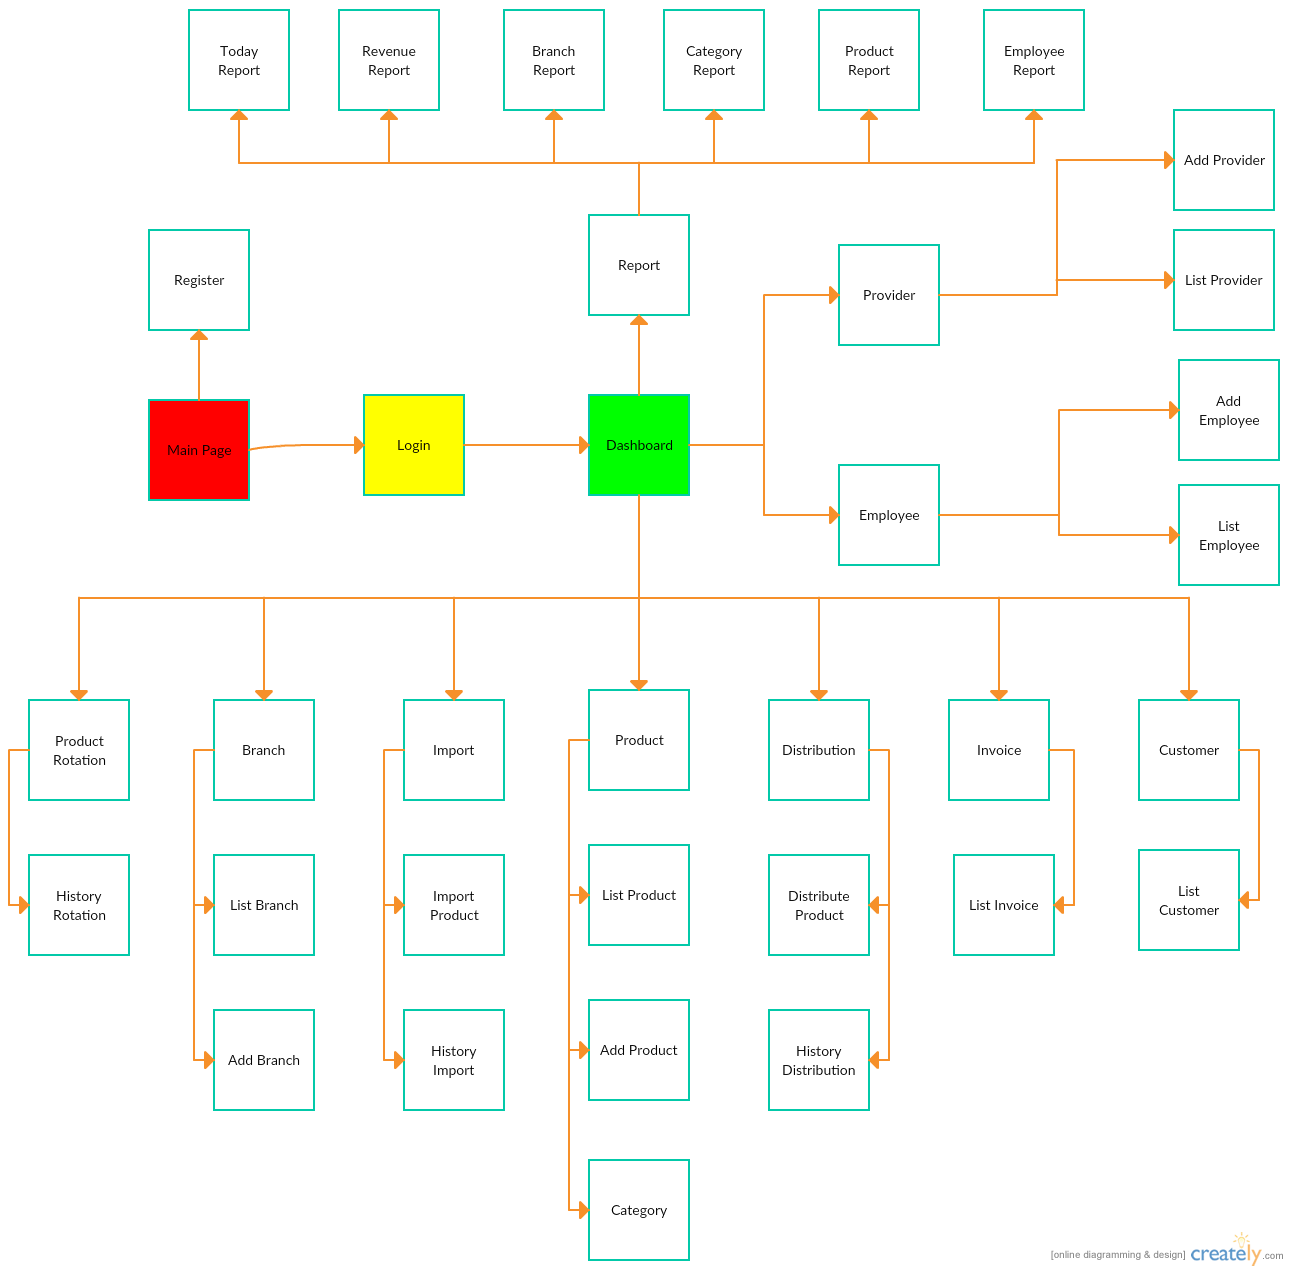 Today
Report
Revenue
Report
Branch
Report
Category
Report
Product
Report
Employee
Report
Add Provider
Register
Report
Provider
List Provider
Main Page
Login
Dashboard
Employee
Add
Employee
List
Employee
Product
Rotation
Branch
Import
Product
Distribution
Invoice
Customer
History
Rotation
List Branch
Import
Product
List Product
Distribute
Product
List Invoice
List
Customer
Add Branch
History
Import
Add Product
History
Distribution
Category
[online diagramming & design] creately.com